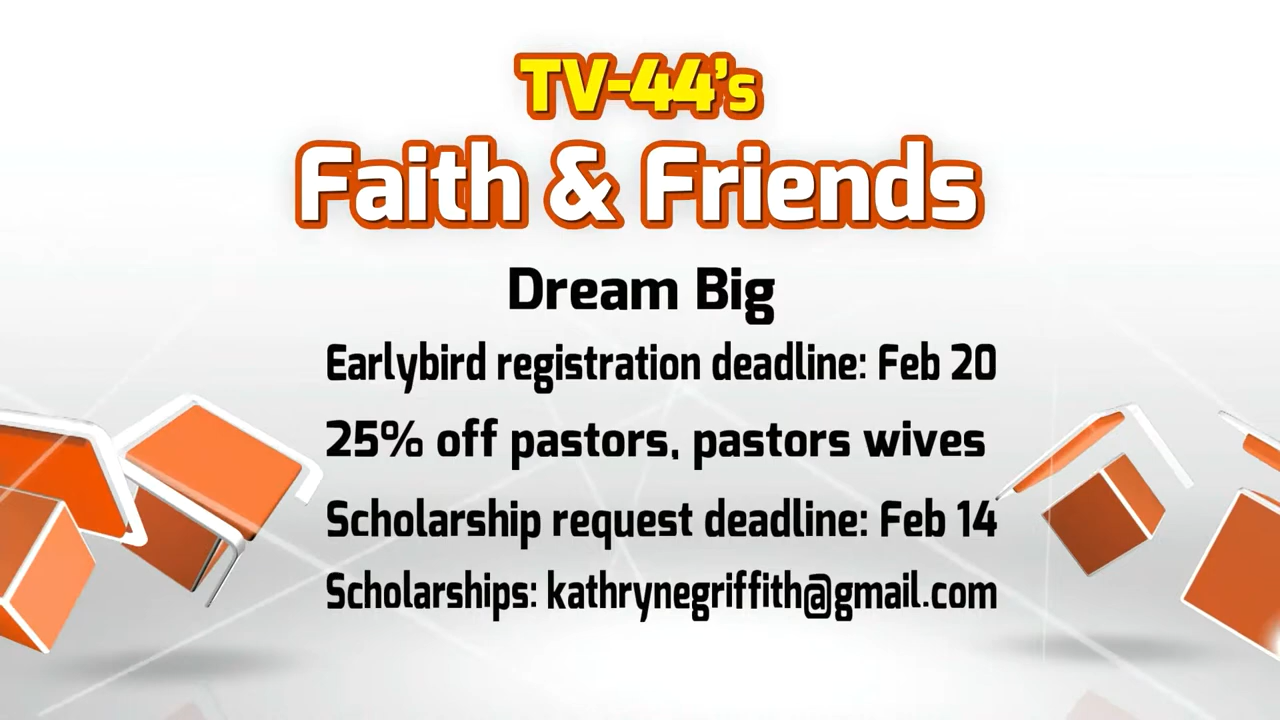 TV-44's
Faith & Friends
Dream Big
Earlybird registration deadline: Feb 20
25% off pastors, pastors wives
Scholarship request deadline: Feb 14
Scholarships: kathrynegriffith@gmail.com